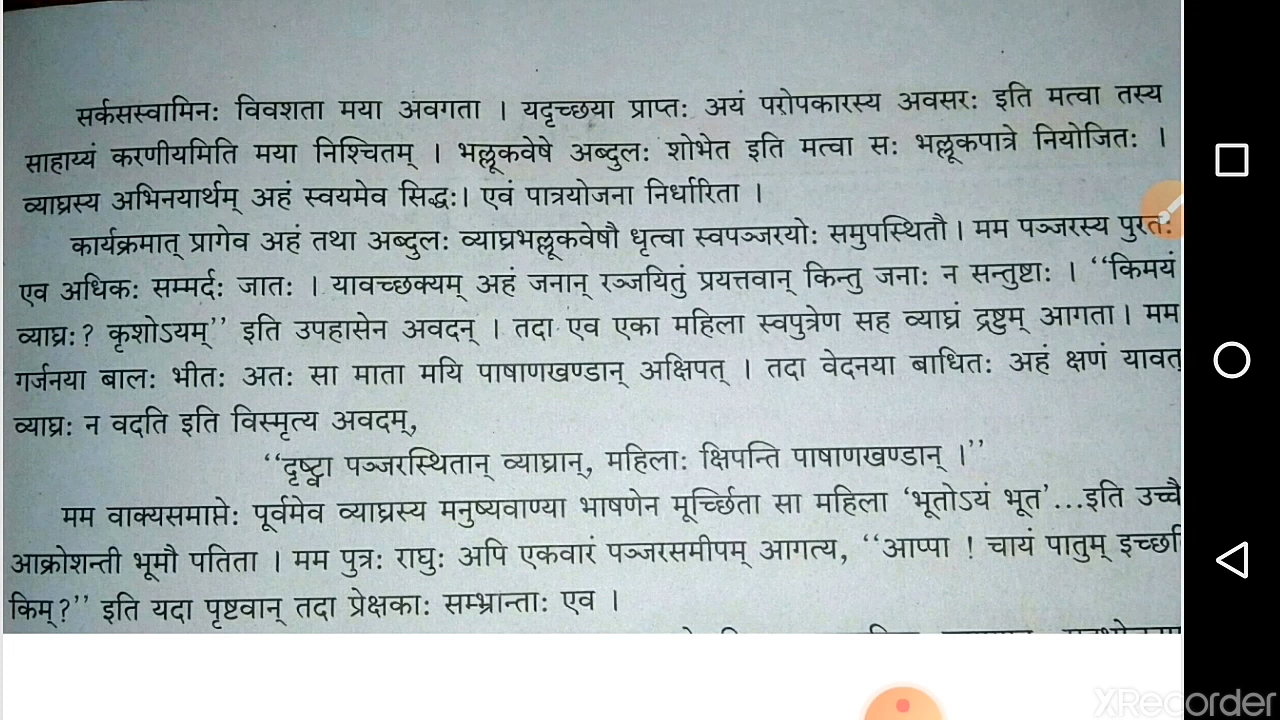 सर्कसस्वामिनः विवशता मया अवगता । यदृच्छया प्राप्तः अयं परोपकारस्य अवसरः इति मत्वा तस्य
साहाय्यं करणीयमिति मया निश्चितम् । भल्लूकवेषे अब्दुलः शोभेत इति मत्वा सः भल्लूकपात्रे नियोजितः ।
व्याघ्रस्य अभिनयार्थम् अहं स्वयमेव सिद्धः। एवं पात्रयोजना निर्धारिता ।
कार्यक्रमात् प्रागेव अहं तथा अब्दुलः व्याघ्रभल्लूकवेषौ धृत्वा स्वपञ्जरयोः समुपस्थितौ। मम पञ्जरस्य पुरतः
एव अधिकः सम्मर्दः जातः । यावच्छक्यम् अहं जनान् रञ्जयितुं प्रयत्तवान् किन्तु जनाः न सन्तुष्टाः । “किमयं
व्याघ्रः? कृशोऽयम्” इति उपहासेन अवदन् । तदा एव एका महिला स्वपुत्रेण सह व्याघ्रं द्रष्टुम् आगता। मम
गर्जनया बालः भीतः अतः सा माता मयि पाषाणखण्डान् अक्षिपत् । तदा वेदनया बाधितः अहं क्षणं यावत्
व्याघ्रः न वदति इति विस्मृत्य अवदम्,
“दृष्ट्वा पञ्जरस्थितान् व्याघ्रान्, महिलाः क्षिपन्ति पाषाणखण्डान् ।”
मम वाक्यसमाप्तेः पूर्वमेव व्याघ्रस्य मनुष्यवाण्या भाषणेन मूर्च्छिता सा महिला ‘भूतोऽयं भूत’...इति उच्चै
आक्रोशन्ती भूमौ पतिता । मम पुत्रः राघुः अपि एकवारं पञ्जरसमीपम् आगत्य, “आप्पा ! चायं पातुम्
किम्?” इति यदा पृष्टवान् तदा प्रेक्षकाः सम्भ्रान्ताः एव ।
XRecorder